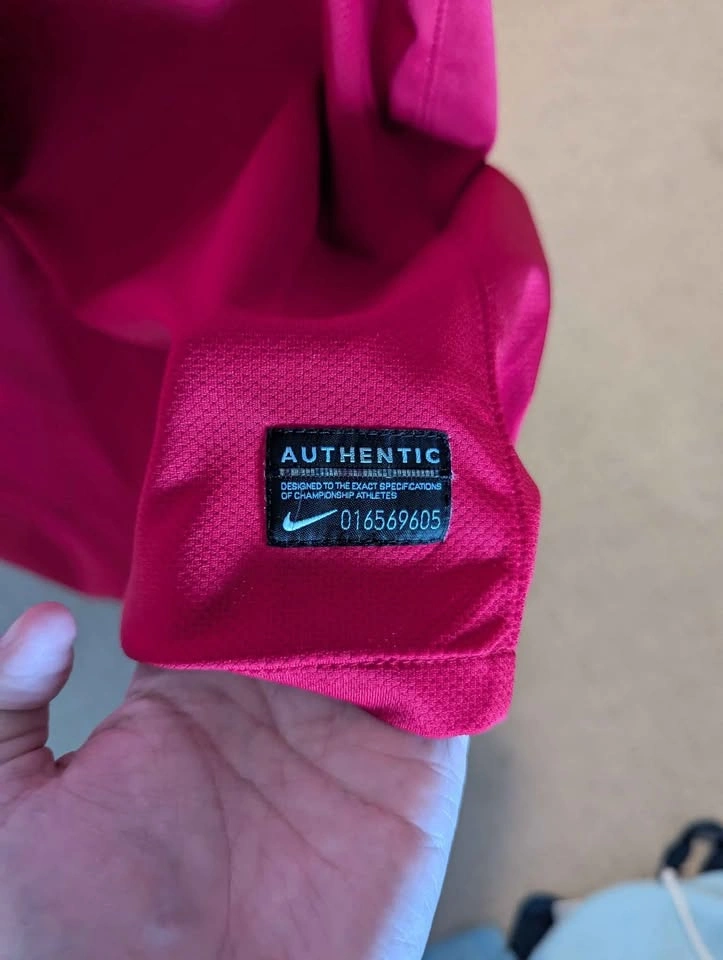 AUTHENTIC
DESIGNED TO THE EXACT SPECIFICATIONS
OF CHAMPIONSHIP ATHLETES
016569605